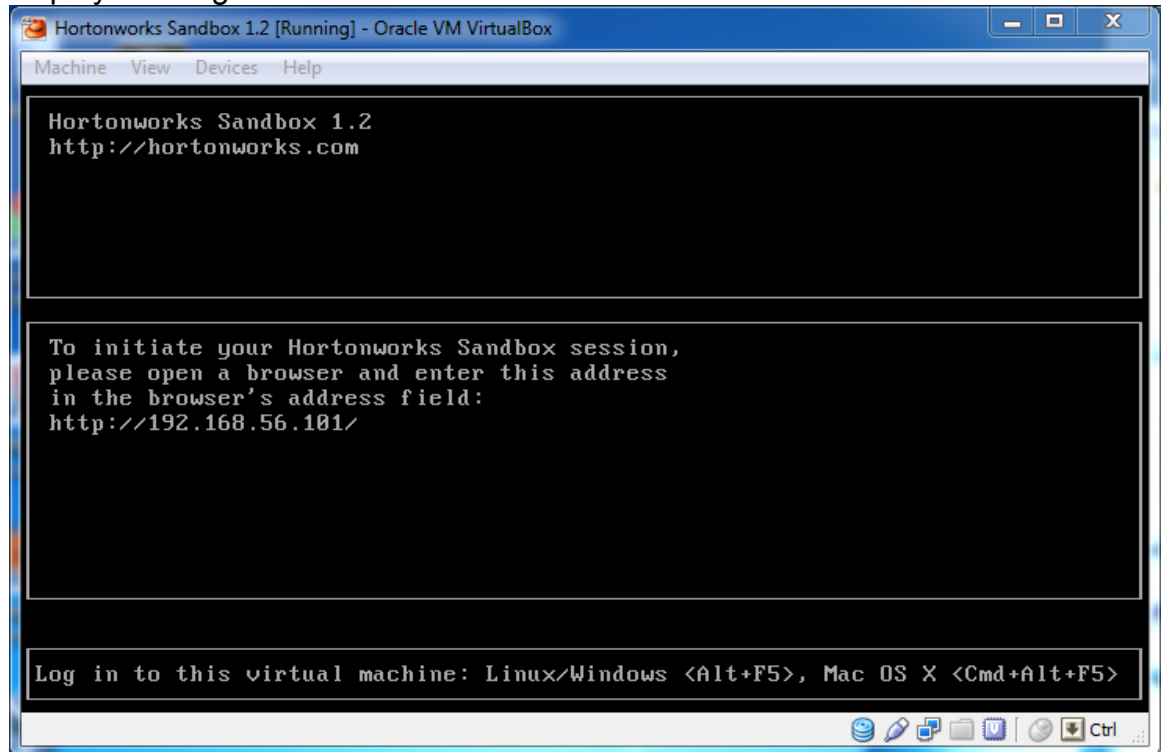 Hortonworks Sandbox 1.2 [Running] - Oracle VM VirtualBox
Machine View Devices Help
Hortonworks Sandbox 1.2
http://hortonworks.com
To initiate your Hortonworks Sandbox session,
please open a browser and enter this address
in the browser's address field:
http://192.168.56.101/
Log in to this virtual machine: Linux/Windows <Alt+F5>, Mac OS X <Cmd+Alt+F5>
Ctrl